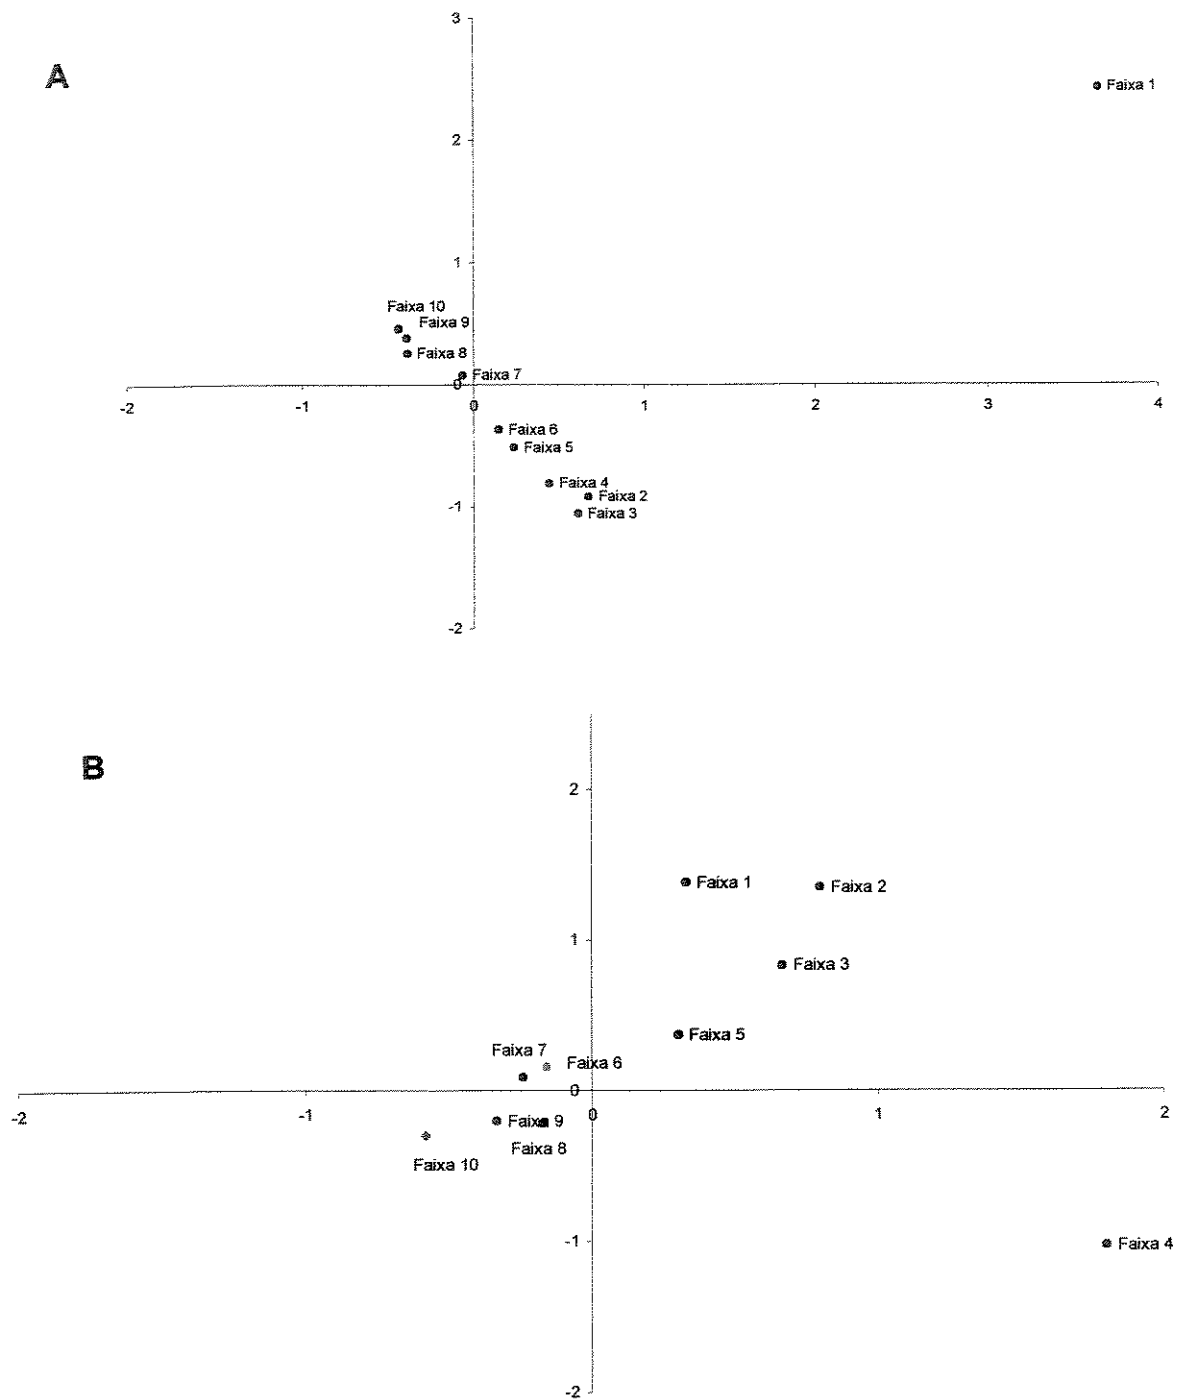 3
A
Faixa 1
2
1
Faixa 10
Faixa 9
Faixa 8
Faixa 7
0
-2 -1 0 1 2 3 4
Faixa 6
Faixa 5
Faixa 4
Faixa 2
-1
Faixa 3
-2
B
2
Faixa 1 Faixa 2
1
Faixa 3
Faixa 5
Faixa 7 Faixa 6
0
-2 -1 0 1 2
Faixa 9
Faixa 8
Faixa 10
-1 Faixa 4
-2